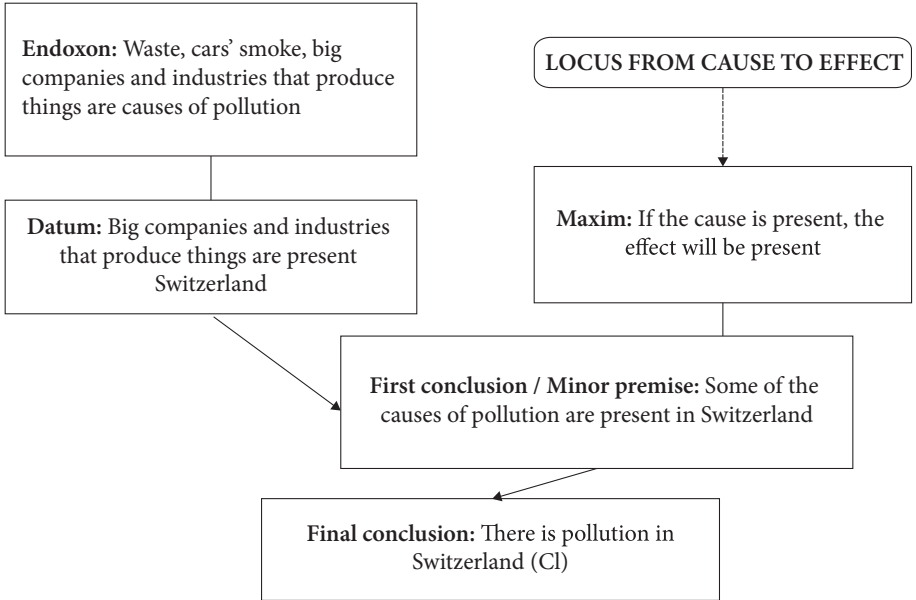 Endoxon: Waste, cars’ smoke, big
companies and industries that produce
things are causes of pollution
LOCUS FROM CAUSE TO EFFECT
Datum: Big companies and industries
that produce things are present
Switzerland
Maxim: If the cause is present, the
effect will be present
First conclusion / Minor premise: Some of the
causes of pollution are present in Switzerland
Final conclusion: There is pollution in
Switzerland (Cl)